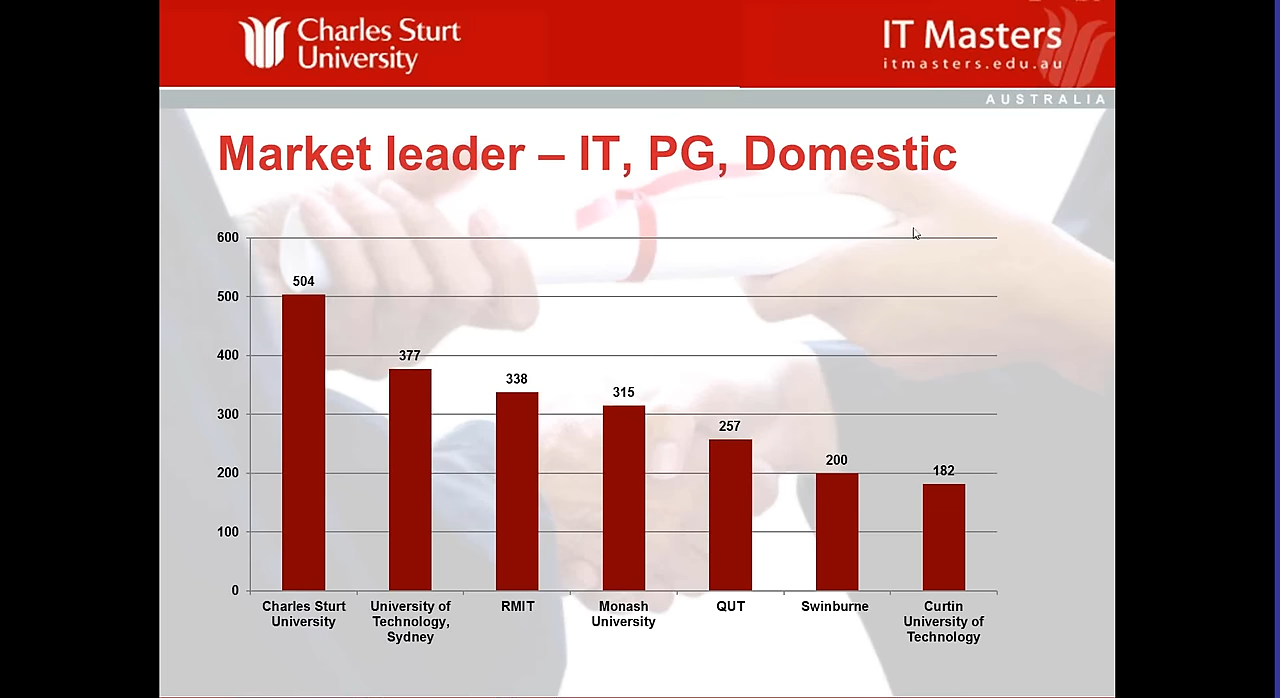 Charles Sturt
University
IT Masters
itmasters.edu.au
AUSTRALIA
Market leader – IT, PG, Domestic
600
500
400
300
200
100
0
504
377
338
315
257
200
182
Charles Sturt
University
University of
Technology,
Sydney
RMIT
Monash
University
QUT
Swinburne
Curtin
University of
Technology